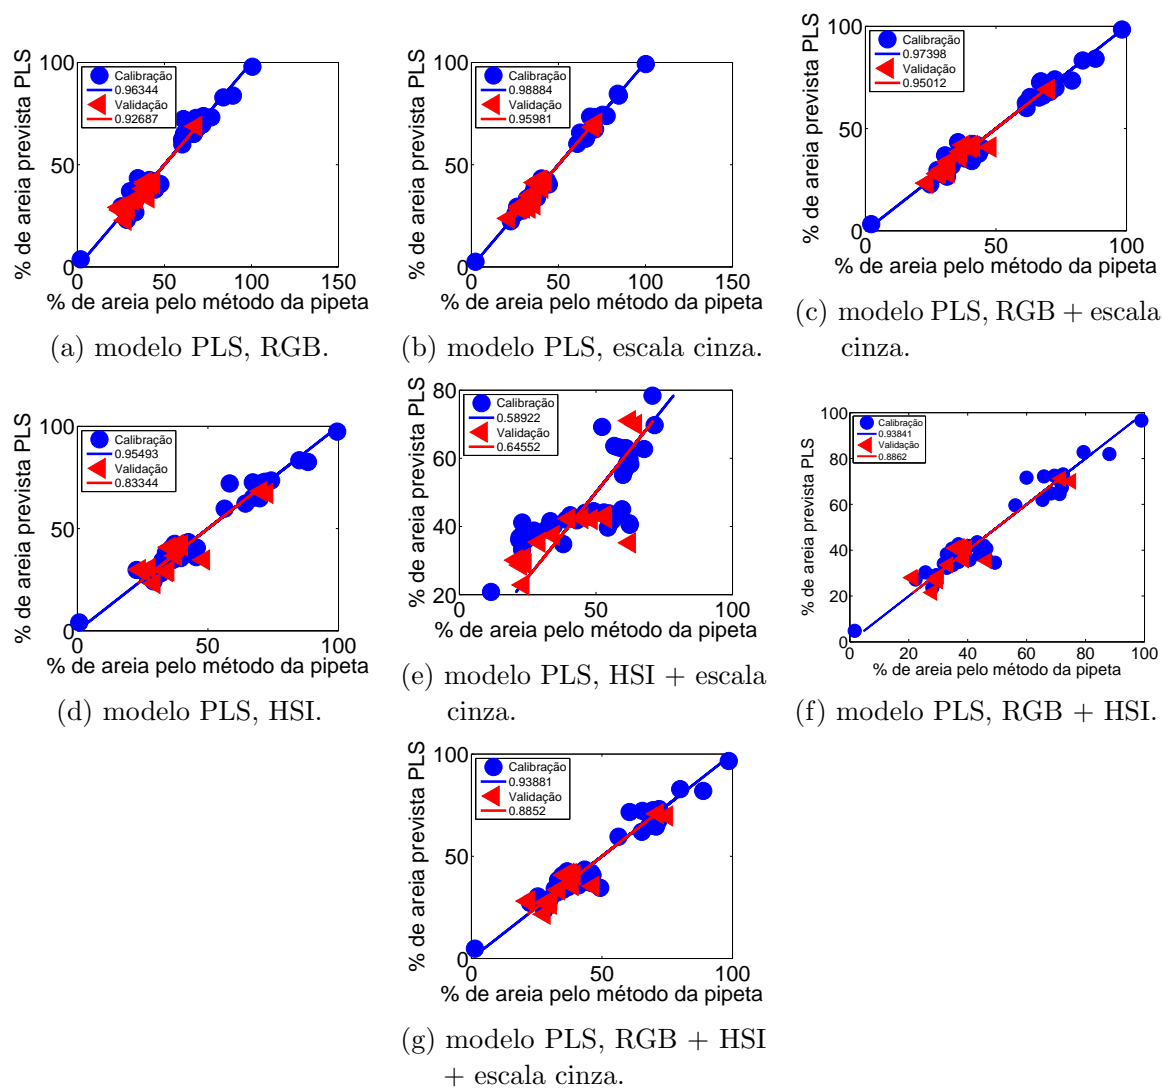 % de areia prevista PLS
100
50
0
Calibração
0.96344
Validação
0.92687
0 50 100 150
% de areia pelo método da pipeta
(a) modelo PLS, RGB.
% de areia prevista PLS
100
50
0
Calibração
0.98884
Validação
0.95981
0 50 100 150
% de areia pelo método da pipeta
(b) modelo PLS, escala cinza.
% de areia prevista PLS
100
50
0
Calibração
0.97398
Validação
0.95012
50 100
% de areia pelo método da pipeta
(c) modelo PLS, RGB + escala
cinza.
% de areia prevista PLS
100
50
0
Calibração
0.95493
Validação
0.83344
0 50 100
% de areia pelo método da pipeta
(d) modelo PLS, HSI.
% de areia prevista PLS
80
60
40
20
Calibração
0.58922
Validação
0.64552
0 50 100
% de areia pelo método da pipeta
(e) modelo PLS, HSI + escala
cinza.
% de areia prevista PLS
100
80
60
40
20
0
Calibração
0.93841
Validação
0.8862
0 20 40 60 80 100
% de areia pelo método da pipeta
(f) modelo PLS, RGB + HSI.
% de areia prevista PLS
100
50
0
Calibração
0.93881
Validação
0.8852
0 50 100
% de areia pelo método da pipeta
(g) modelo PLS, RGB + HSI
+ escala cinza.